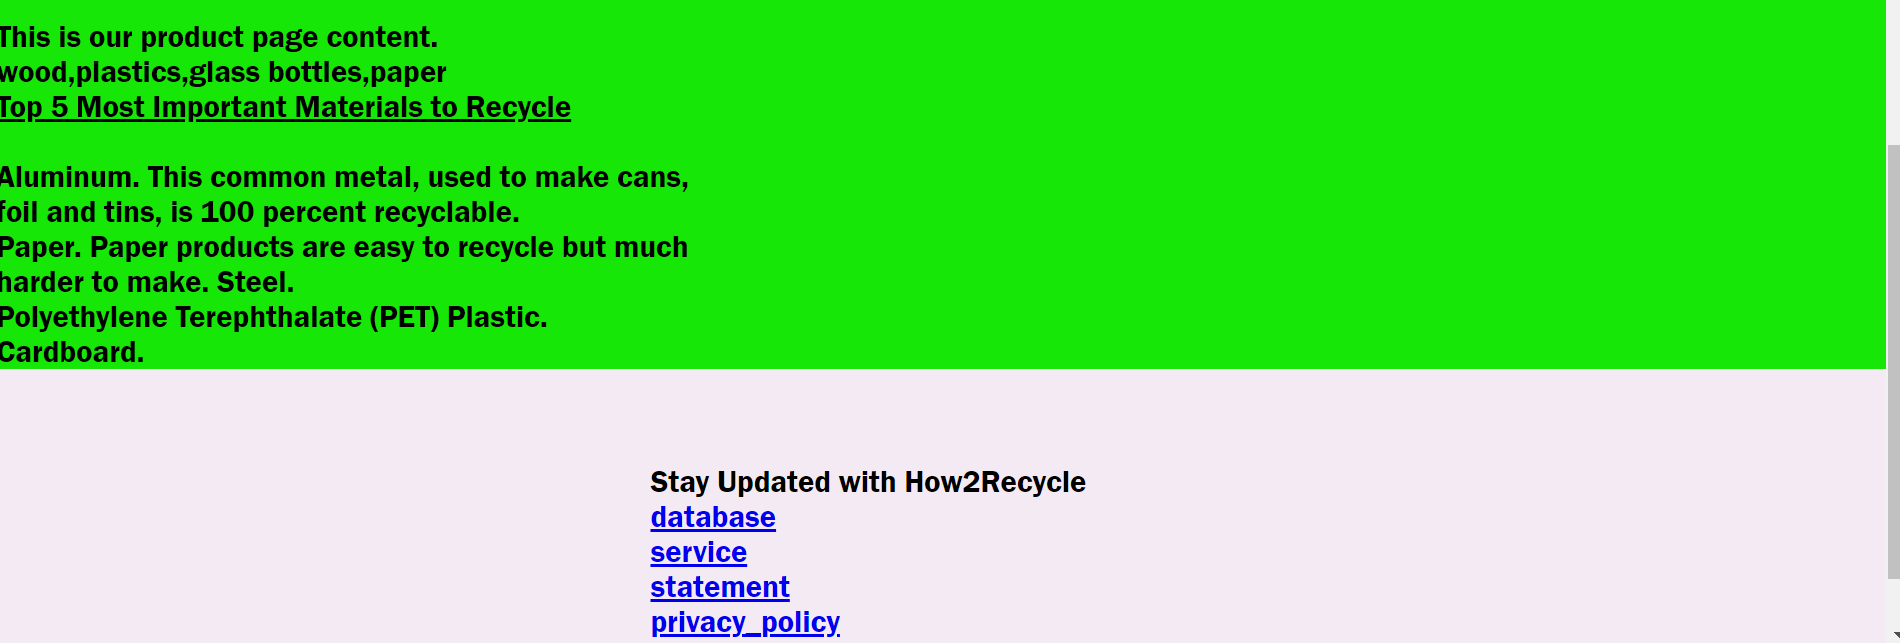 This is our product page content.
wood,plastics,glass bottles,paper
Top 5 Most Important Materials to Recycle
Aluminum. This common metal, used to make cans,
foil and tins, is 100 percent recyclable.
Paper. Paper products are easy to recycle but much
harder to make. Steel.
Polyethylene Terephthalate (PET) Plastic.
Cardboard.
Stay Updated with How2Recycle
database
service
statement
privacy_policy